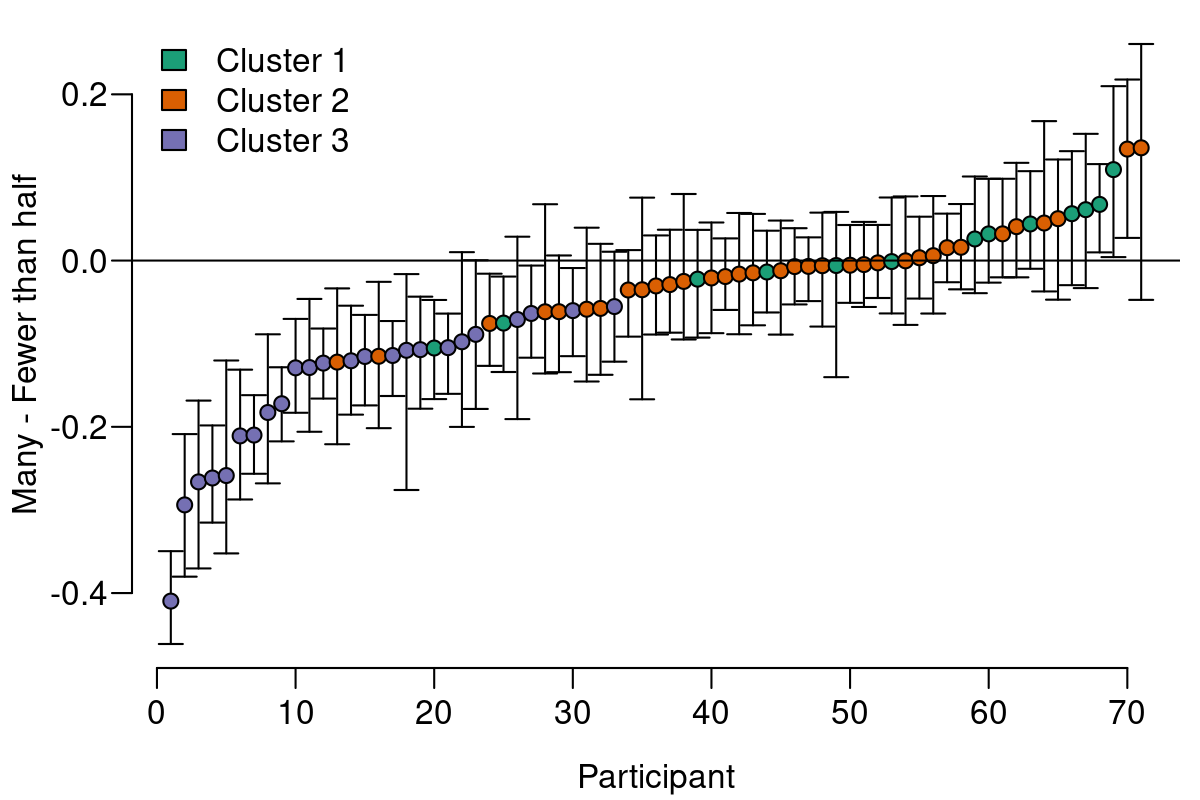 Cluster 1
Cluster 2
Cluster 3
Many - Fewer than half
0.2
0.0
-0.2
-0.4
0 10 20 30 40 50 60 70
Participant